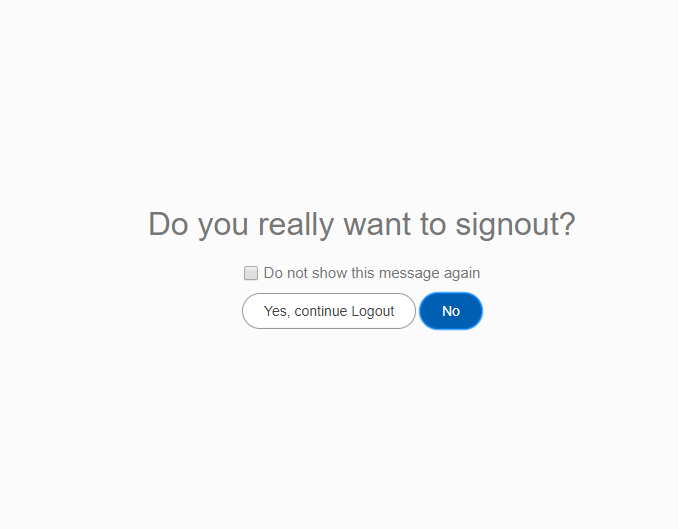 Do you really want to signout?
Do not show this message again
Yes, continue Logout No